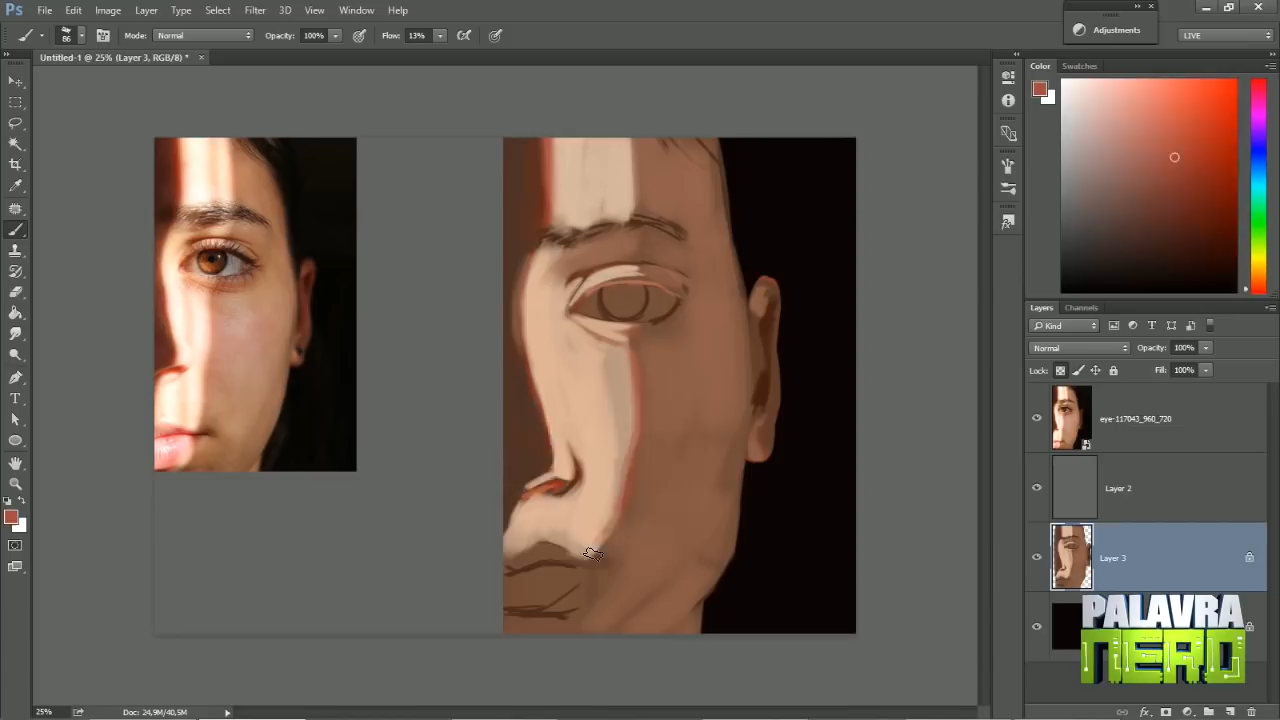 Ps File Edit Image Layer Type Select Filter 3D View Window Help
86 Mode: Normal Opacity: 100% Flow: 13%
Adjustments
LIVE
Untitled-1 @ 25% (Layer 3, RGB/8) *
Color Swatches
Layers Channels
Kind
Normal Opacity: 100%
Lock: Fill: 100%
eye-117043_960_720
Layer 2
Layer 3
PALAVRA
NERD
25% Doc: 24,9M/40,5M